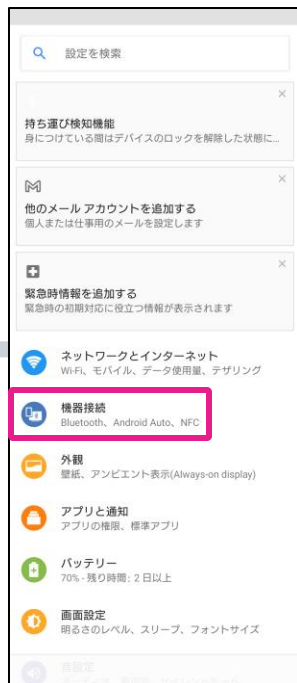 設定を検索
持ち運び検知機能
身につけている間はデバイスのロックを解除した状態に...
他のメール アカウントを追加する
個人または仕事用のメールを設定します
緊急時情報を追加する
緊急時の初期対応に役立つ情報が表示されます
ネットワークとインターネット
Wi-Fi、モバイル、データ使用量、テザリング
機器接続
Bluetooth、Android Auto、NFC
外観
壁紙、アンビエント表示(Always-on display)
アプリと通知
アプリの権限、標準アプリ
バッテリー
70% - 残り時間: 2 日以上
画面設定
明るさのレベル、スリープ、フォントサイズ
音設定